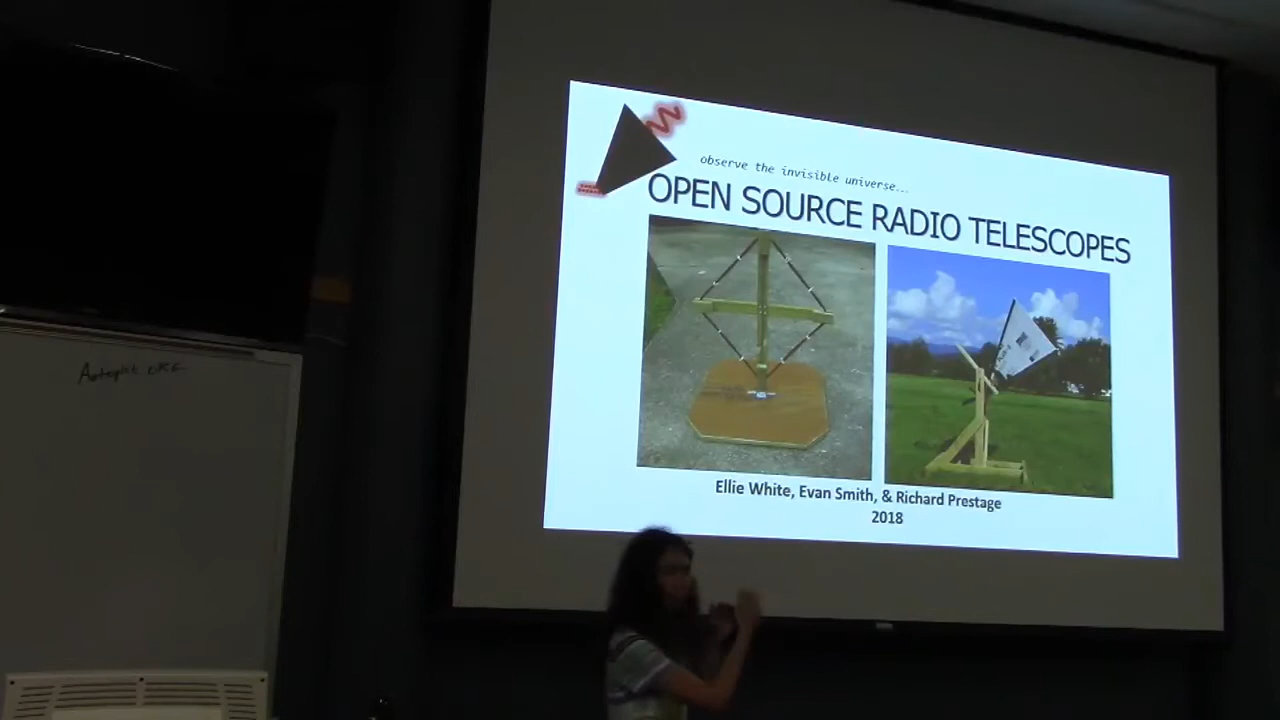 observe the invisible universe...
OPEN SOURCE RADIO TELESCOPES
Ellie White, Evan Smith, & Richard Prestage
2018